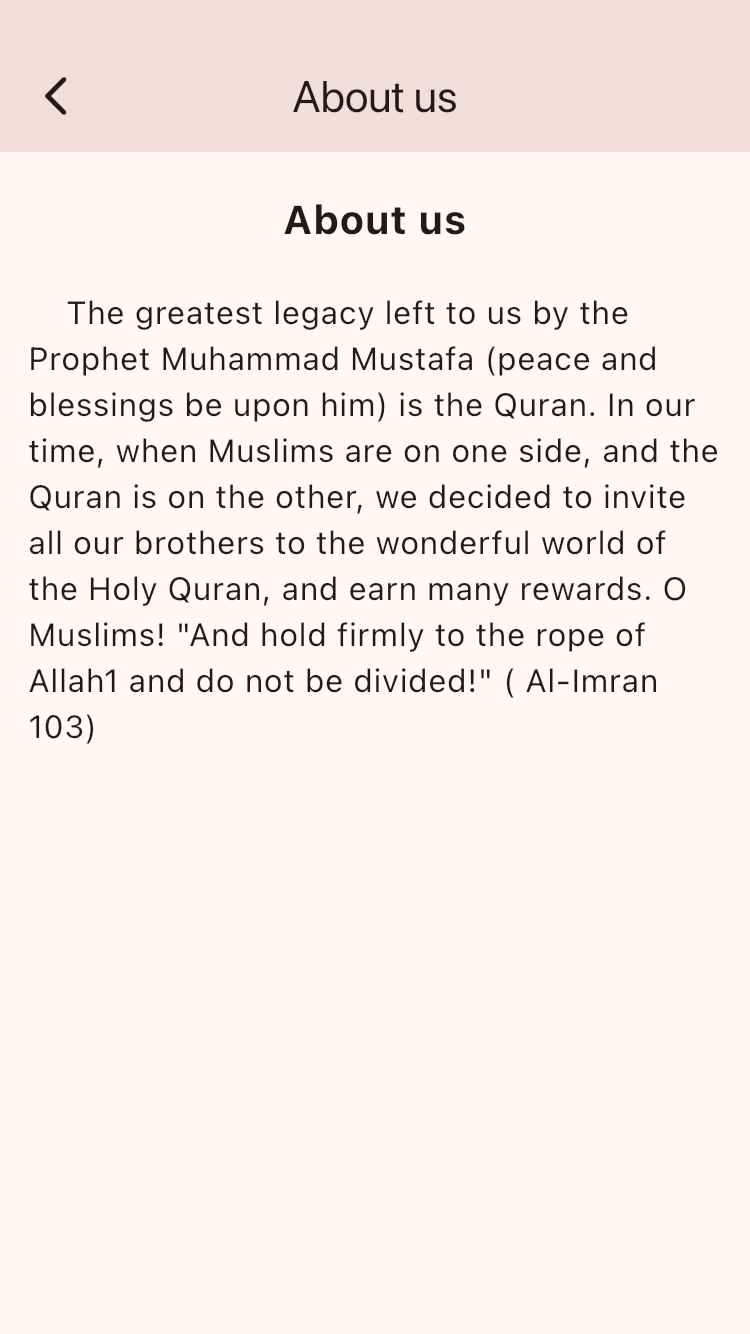 About us
About us
The greatest legacy left to us by the
Prophet Muhammad Mustafa (peace and
blessings be upon him) is the Quran. In our
time, when Muslims are on one side, and the
Quran is on the other, we decided to invite
all our brothers to the wonderful world of
the Holy Quran, and earn many rewards. O
Muslims! "And hold firmly to the rope of
Allah1 and do not be divided!" ( Al-Imran
103)